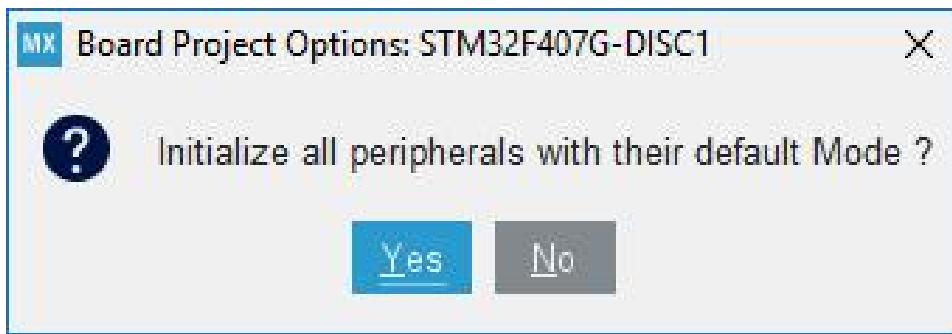 MX Board Project Options: STM32F407G-DISC1
Initialize all peripherals with their default Mode ?
Yes No